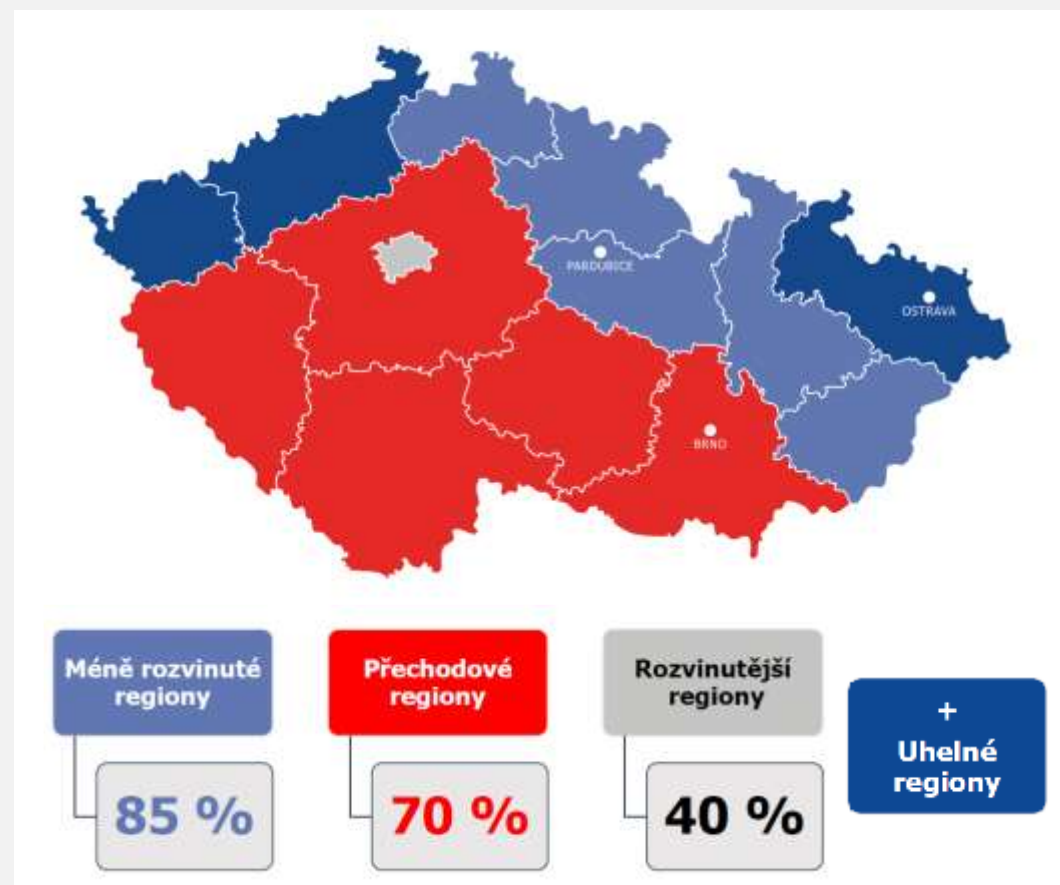 PARDUBICE
OSTRAVA
BRNO
Méně rozvinuté
regiony
85 %
Přechodové
regiony
70 %
Rozvinutější
regiony
40 %
+
Uhelné
regiony